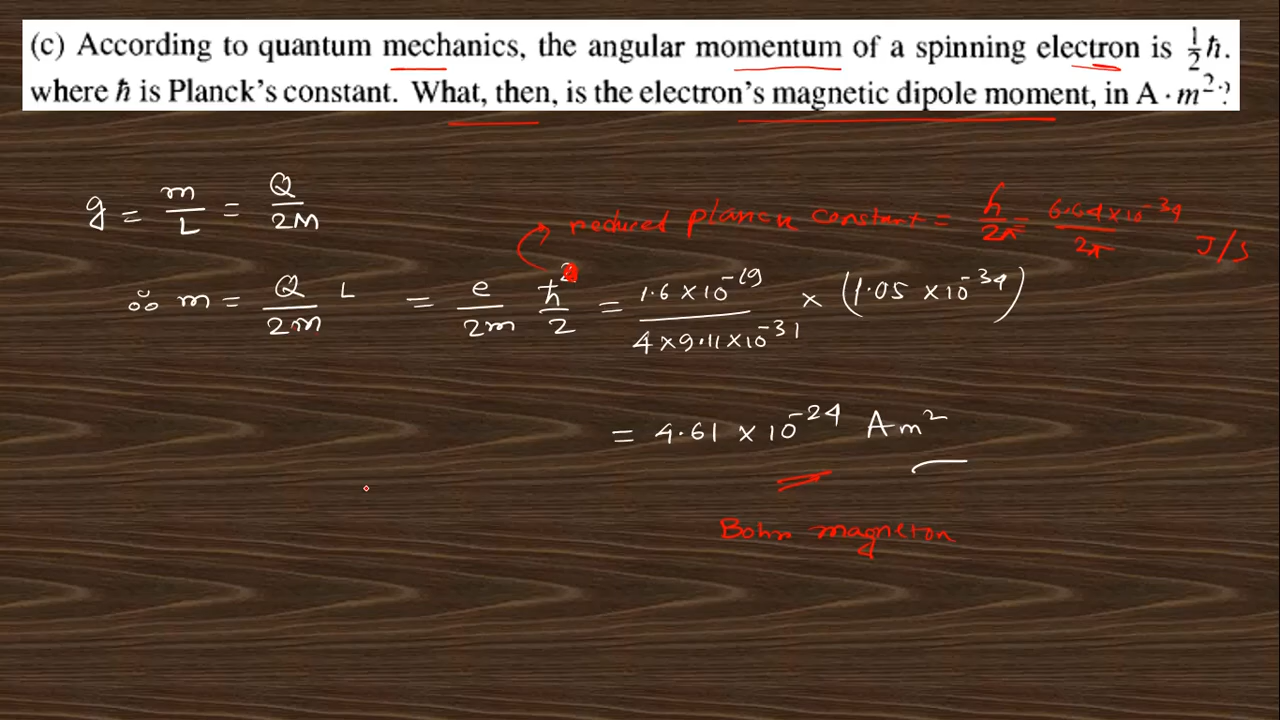 (c) According to quantum mechanics, the angular momentum of a spinning electron is ½ℏ.
where ℏ is Planck's constant. What, then, is the electron's magnetic dipole moment, in A · m²?
g = m/L = Q/2M
reduced planck constant = h/2π = 6.64×10⁻³⁴/2π J/s
∴ m = Q/2m L = e/2m ℏ/2 = 1.6×10⁻¹⁹/4×9.11×10⁻³¹ × (1.05×10⁻³⁴)
= 4.61 × 10⁻²⁴ Am²
Bohr magneton